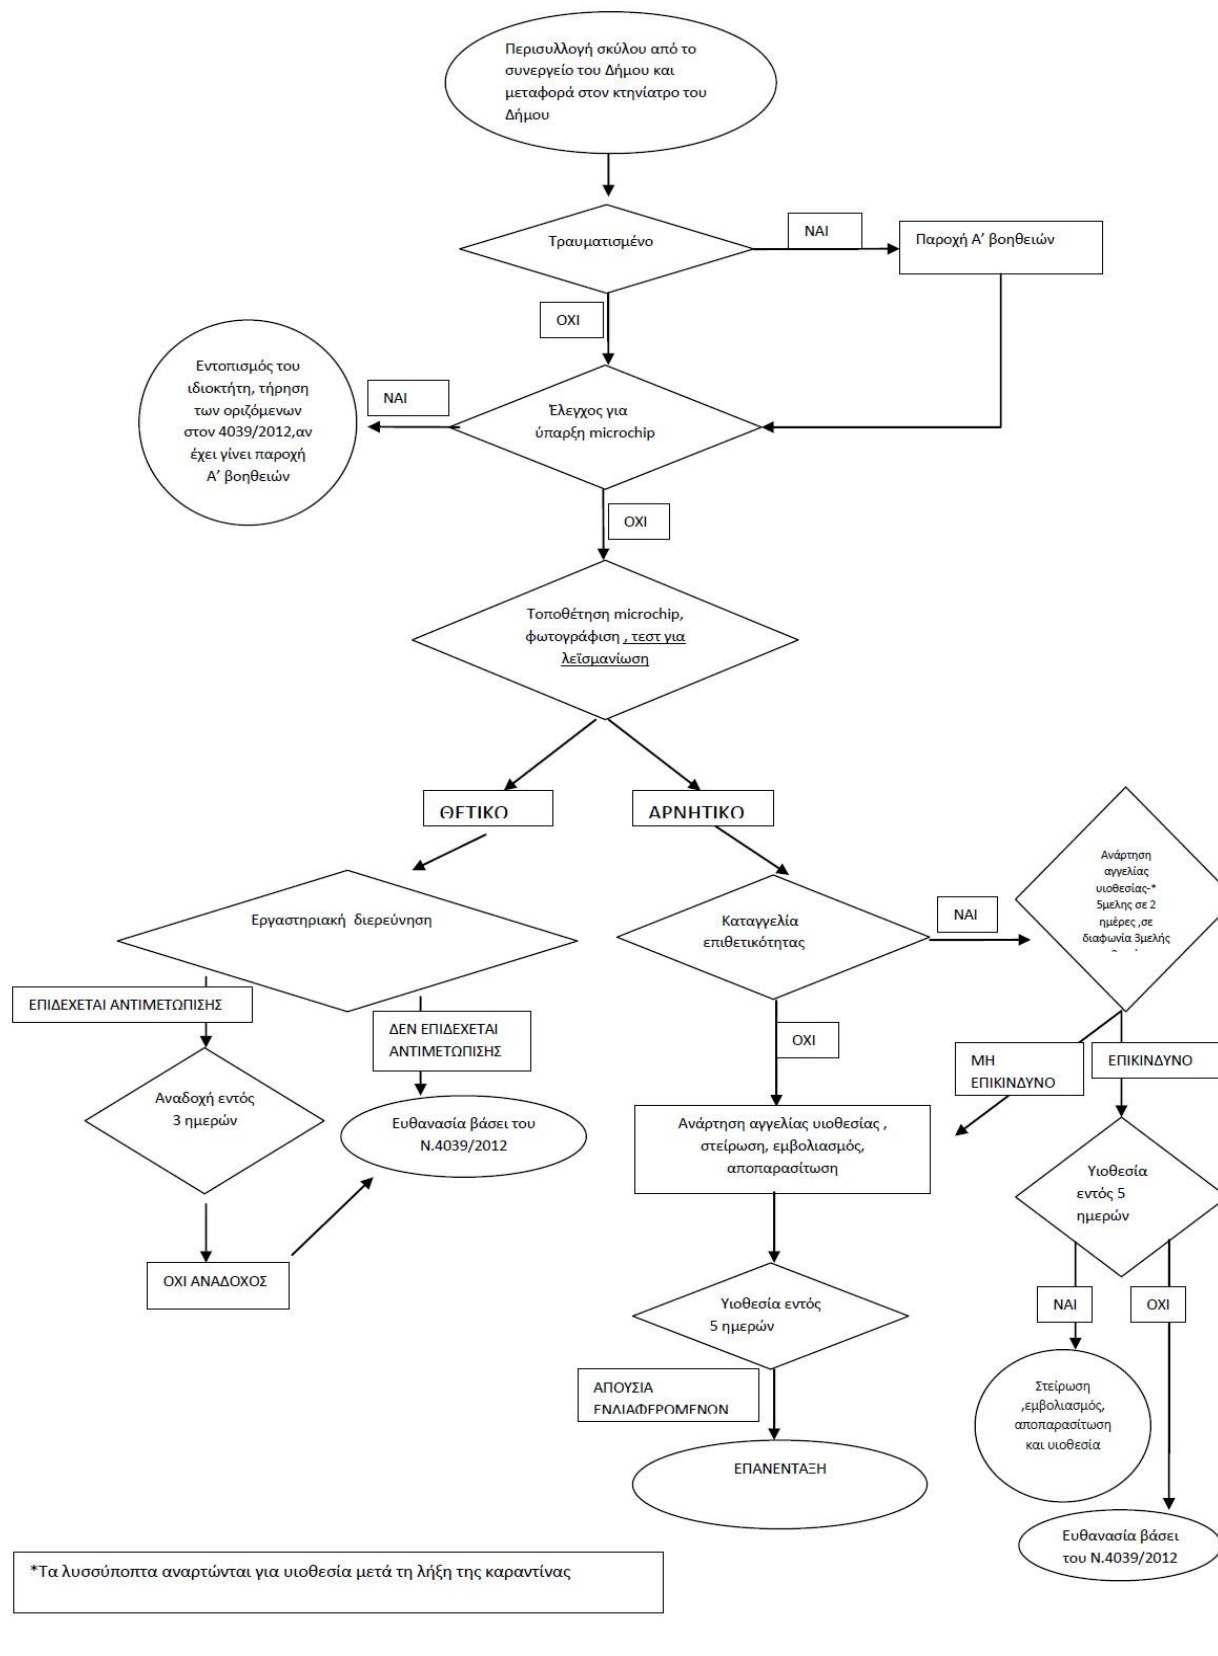 Περισυλλογή σκύλου από το
συνεργείο του Δήμου και
μεταφορά στον κτηνίατρο του
Δήμου
Τραυματισμένο
ΝΑΙ
Παροχή Α’ βοηθειών
ΟΧΙ
Εντοπισμός του
ιδιοκτήτη, τήρηση
των οριζόμενων
στον 4039/2012,αν
έχει γίνει παροχή
Α’ βοηθειών
ΝΑΙ
Έλεγχος για
ύπαρξη microchip
ΟΧΙ
Τοποθέτηση microchip,
φωτογράφιση , τεστ για
λεϊσμανίωση
ΘΕΤΙΚΟ
ΑΡΝΗΤΙΚΟ
Εργαστηριακή διερεύνηση
Καταγγελία
επιθετικότητας
ΝΑΙ
Ανάρτηση
αγγελίας
υιοθεσίας-*
5μελης σε 2
ημέρες ,σε
διαφωνία 3μελής
ΕΠΙΔΕΧΕΤΑΙ ΑΝΤΙΜΕΤΩΠΙΣΗΣ
ΔΕΝ ΕΠΙΔΕΧΕΤΑΙ
ΑΝΤΙΜΕΤΩΠΙΣΗΣ
ΟΧΙ
ΜΗ
ΕΠΙΚΙΝΔΥΝΟ
ΕΠΙΚΙΝΔΥΝΟ
Αναδοχή εντός
3 ημερών
Ευθανασία βάσει του
Ν.4039/2012
Ανάρτηση αγγελίας υιοθεσίας ,
στείρωση, εμβολιασμός,
αποπαρασίτωση
Υιοθεσία
εντός 5
ημερών
ΟΧΙ ΑΝΑΔΟΧΟΣ
Υιοθεσία εντός
5 ημερών
ΝΑΙ
ΟΧΙ
ΑΠΟΥΣΙΑ
ΕΝΔΙΑΦΕΡΟΜΕΝΩΝ
Στείρωση
,εμβολιασμός,
αποπαρασίτωση
και υιοθεσία
ΕΠΑΝΕΝΤΑΞΗ
Ευθανασία βάσει
του Ν.4039/2012
*Τα λυσσύποπτα αναρτώνται για υιοθεσία μετά τη λήξη της καραντίνας